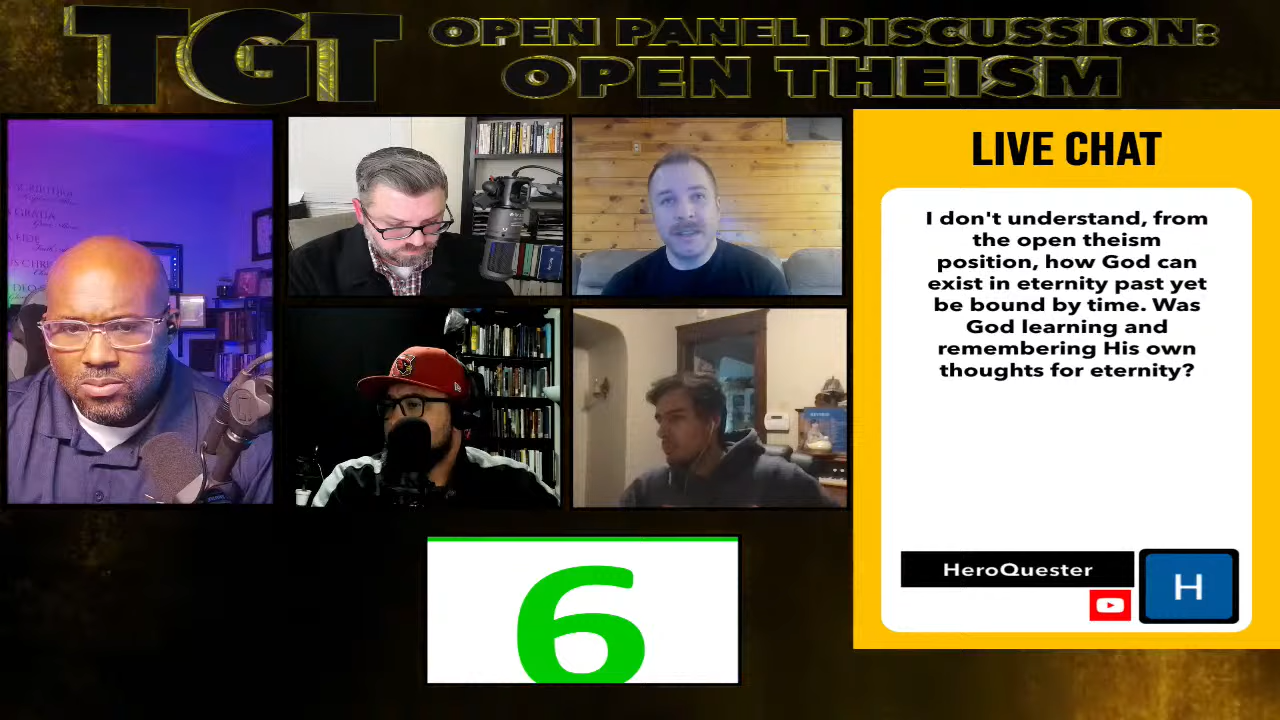 TGT
OPEN PANEL DISCUSSION:
OPEN THEISM
LIVE CHAT
I don't understand, from
the open theism
position, how God can
exist in eternity past yet
be bound by time. Was
God learning and
remembering His own
thoughts for eternity?
HeroQuester
H
6